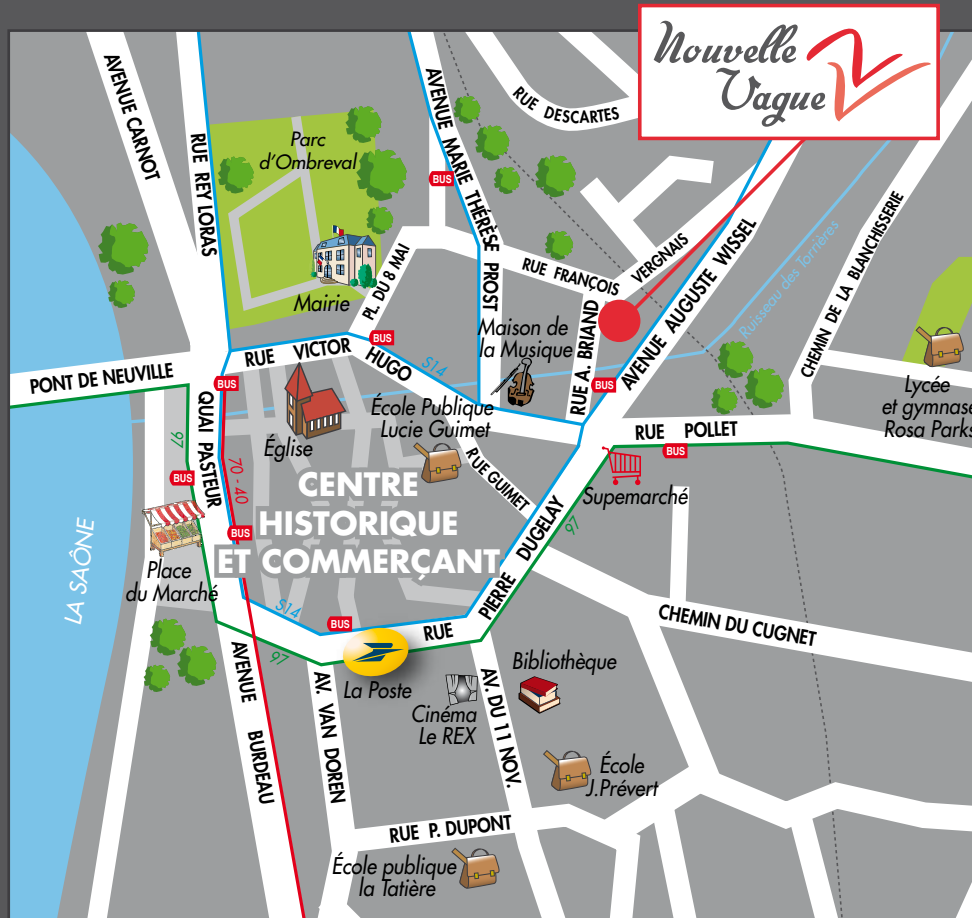 Nouvelle
Vague
AVENUE CARNOT
RUE REY LORAS
Parc
d'Ombreval
AVENUE MARIE THÉRÈSE PROST
RUE DESCARTES
BUS
Mairie
PL. DU 8 MAI
RUE FRANÇOIS VERGNAIS
RUE A. BRIAND
AVENUE AUGUSTE WISSEL
Ruisseau des Torrières
CHEMIN DE LA BLANCHISSERIE
Maison de
la Musique
PONT DE NEUVILLE
RUE VICTOR HUGO
BUS
S14
BUS
BUS
Lycée
et gymnase
Rosa Parks
QUAI PASTEUR
97
70 - 40
Église
École Publique
Lucie Guimet
RUE GUIMET
RUE POLLET
BUS
Supemarché
BUS
BUS
CENTRE
HISTORIQUE
ET COMMERÇANT
LA SAÔNE
Place
du Marché
S14
BUS
97
RUE PIERRE DUGELAY
97
CHEMIN DU CUGNET
La Poste
AVENUE BURDEAU
AV. VAN DOREN
Cinéma
Le REX
AV. DU 11 NOV.
Bibliothèque
École
J.Prévert
RUE P. DUPONT
École publique
la Tatière